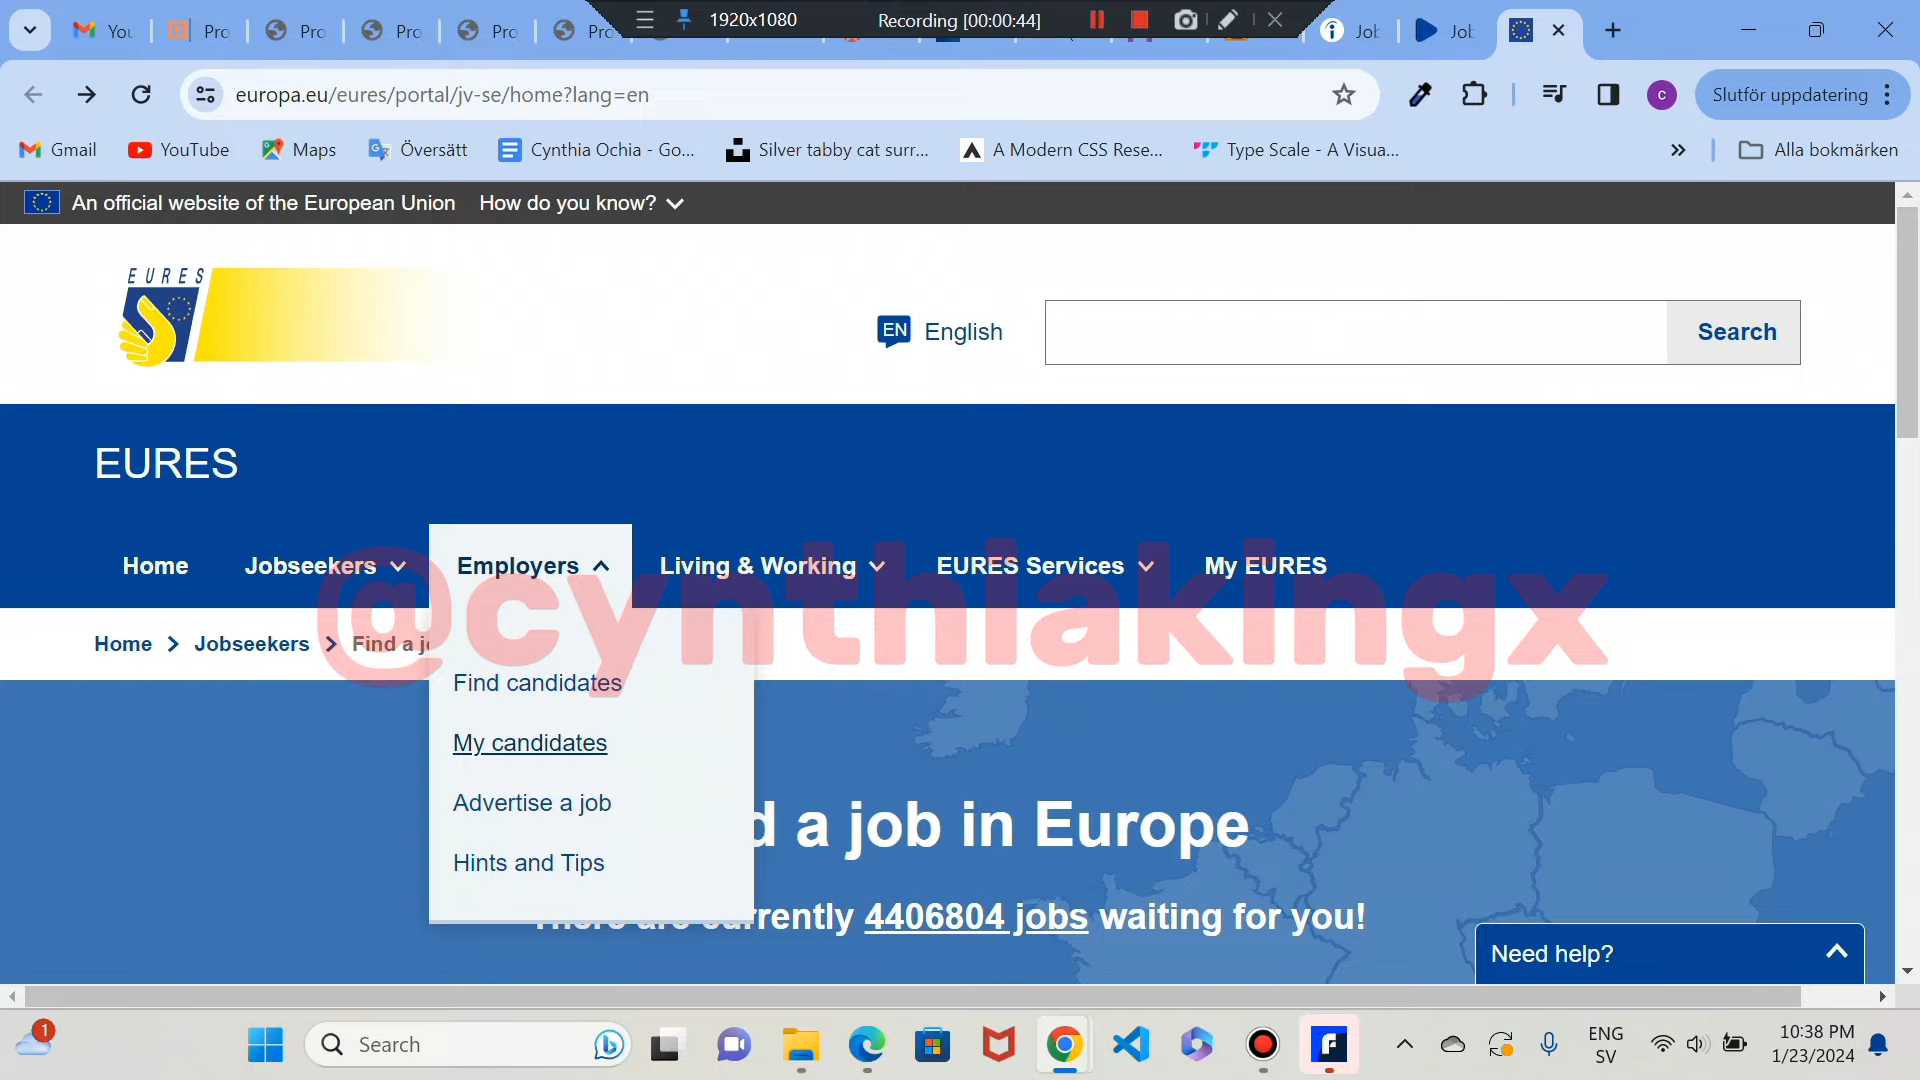 You
Pro
Pro
Pro
Pro
Pro
1920x1080
Recording [00:00:44]
Job
Job
europa.eu/eures/portal/jv-se/home?lang=en
c
Slutför uppdatering
Gmail
YouTube
Maps
Översätt
Cynthia Ochia - Go...
Silver tabby cat surr...
A Modern CSS Rese...
Type Scale - A Visua...
Alla bokmärken
An official website of the European Union
How do you know?
EURES
EN
English
Search
EURES
Home
Jobseekers
Employers
Living & Working
EURES Services
My EURES
@cynthiakingx
Home
Jobseekers
Find a
Find candidates
My candidates
Advertise a job
Hints and Tips
d a job in Europe
rrently 4406804 jobs waiting for you!
Need help?
1
Search
ENG
SV
10:38 PM
1/23/2024